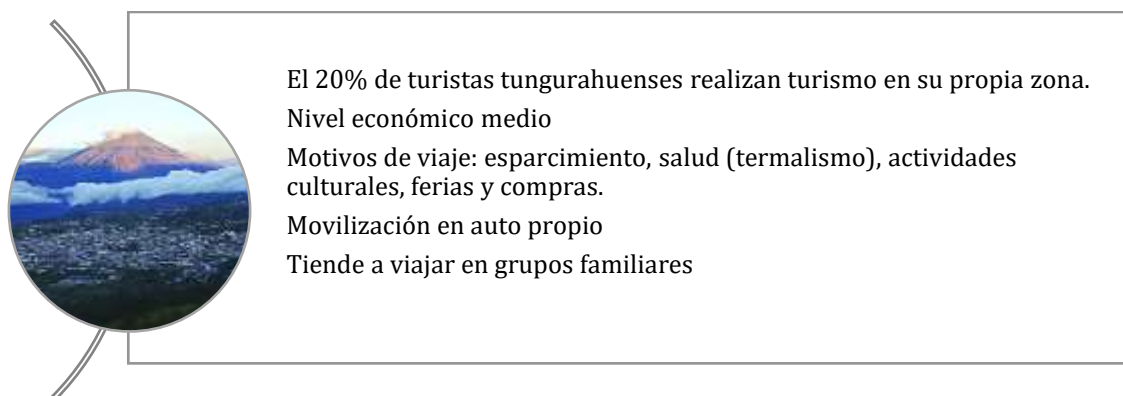 El 20% de turistas tungurahuenses realizan turismo en su propia zona.
Nivel económico medio
Motivos de viaje: esparcimiento, salud (termalismo), actividades
culturales, ferias y compras.
Movilización en auto propio
Tiende a viajar en grupos familiares